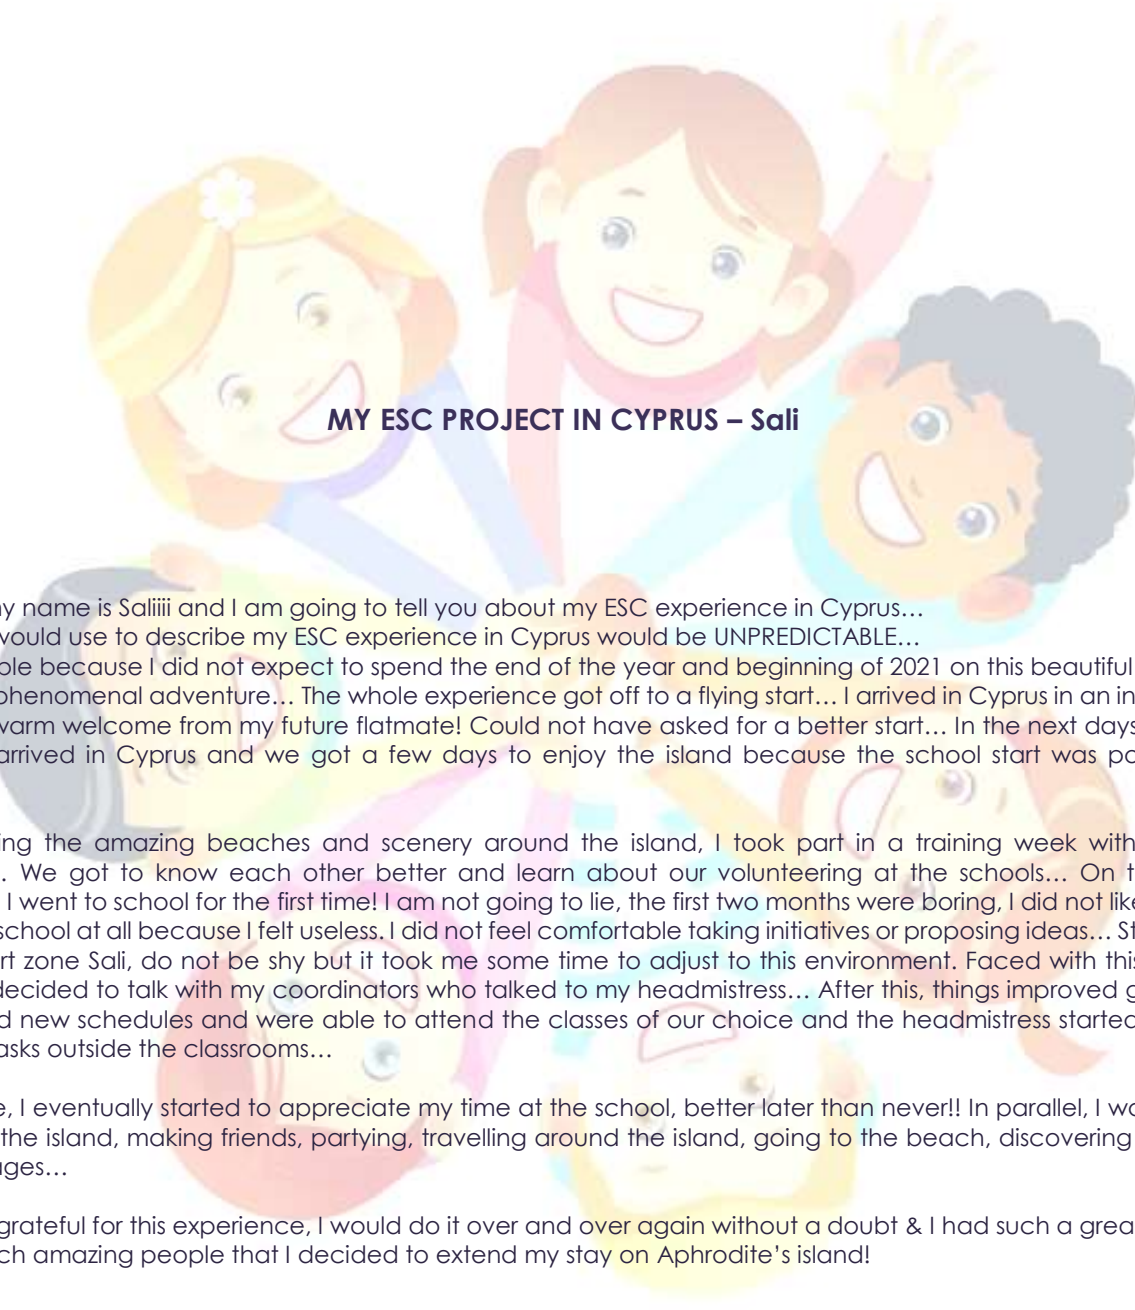 MY ESC PROJECT IN CYPRUS – Sali
name is Saliiii and I am going to tell you about my ESC experience in Cyprus…
would use to describe my ESC experience in Cyprus would be UNPREDICTABLE…
because I did not expect to spend the end of the year and beginning of 2021 on this beautiful
phenomenal adventure… The whole experience got off to a flying start… I arrived in Cyprus in an
warm welcome from my future flatmate! Could not have asked for a better start… In the next days
arrived in Cyprus and we got a few days to enjoy the island because the school start was
the amazing beaches and scenery around the island, I took part in a training week with
. We got to know each other better and learn about our volunteering at the schools… On
I went to school for the first time! I am not going to lie, the first two months were boring, I did not like
school at all because I felt useless. I did not feel comfortable taking initiatives or proposing ideas…
zone Sali, do not be shy but it took me some time to adjust to this environment. Faced with this
decided to talk with my coordinators who talked to my headmistress… After this, things improved
new schedules and were able to attend the classes of our choice and the headmistress started
asks outside the classrooms…
, I eventually started to appreciate my time at the school, better later than never!! In parallel, I
the island, making friends, partying, travelling around the island, going to the beach, discovering
ages…
grateful for this experience, I would do it over and over again without a doubt & I had such a
amazing people that I decided to extend my stay on Aphrodite’s island!